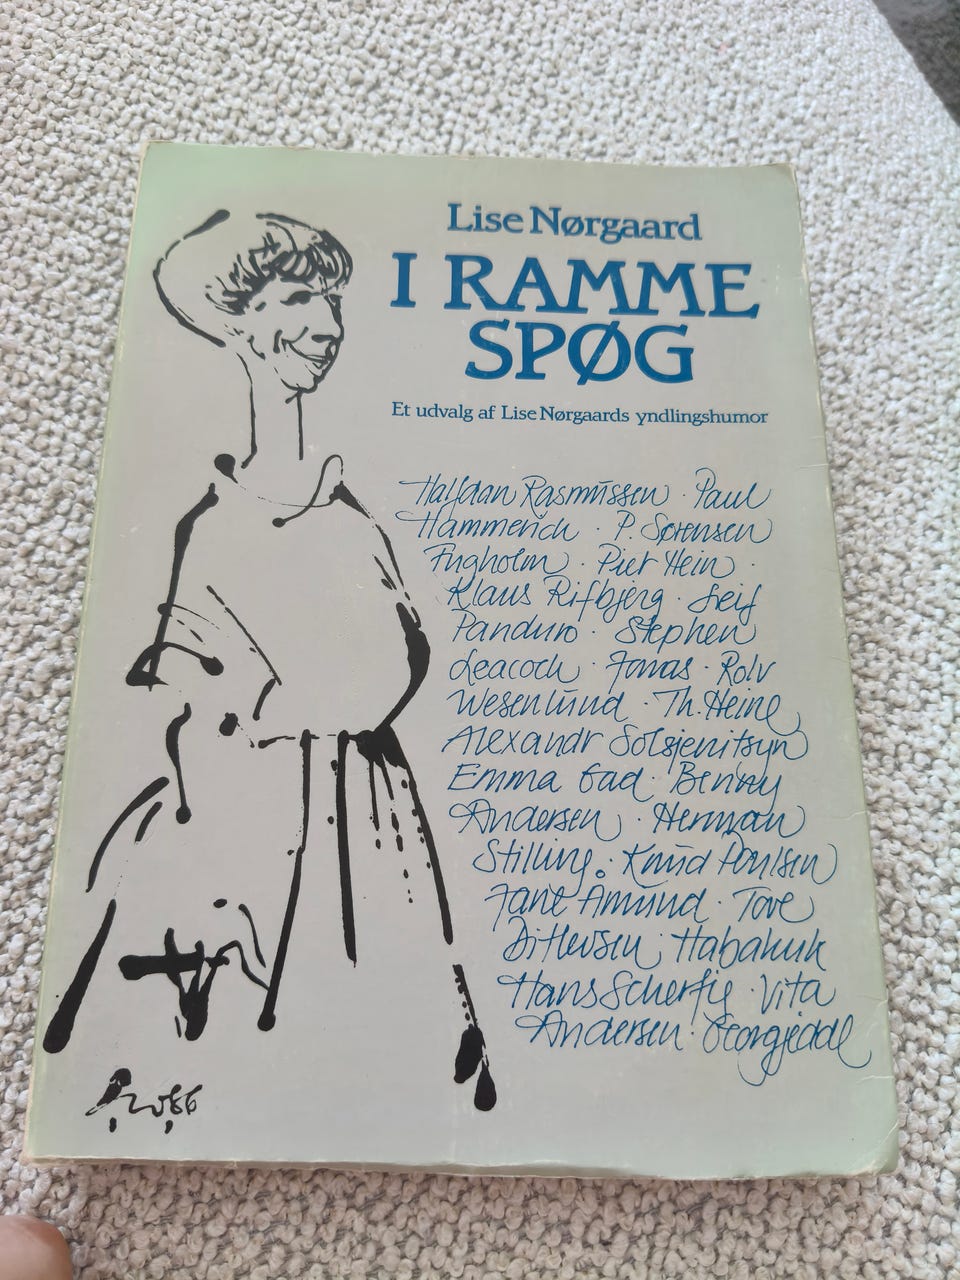 Lise Nørgaard
I RAMME
SPØG
Et udvalg af Lise Nørgaards yndlingshumor
Halfdan Rasmussen · Paul
Hammerich · P. Sørensen
Fugholm · Piet Hein ·
Klaus Rifbjerg · Leif
Panduro · Stephen
Leacock · Jonas · Rolv
Wesenlund · Th. Heine
Alexandr Solsjenitsyn
Emma Gad · Benny
Andersen · Herman
Stilling · Knud Poulsen
Jane Amund · Tove
Ditlevsen · Habakuk
Hans Scherfig · Vita
Andersen · Georgjedde